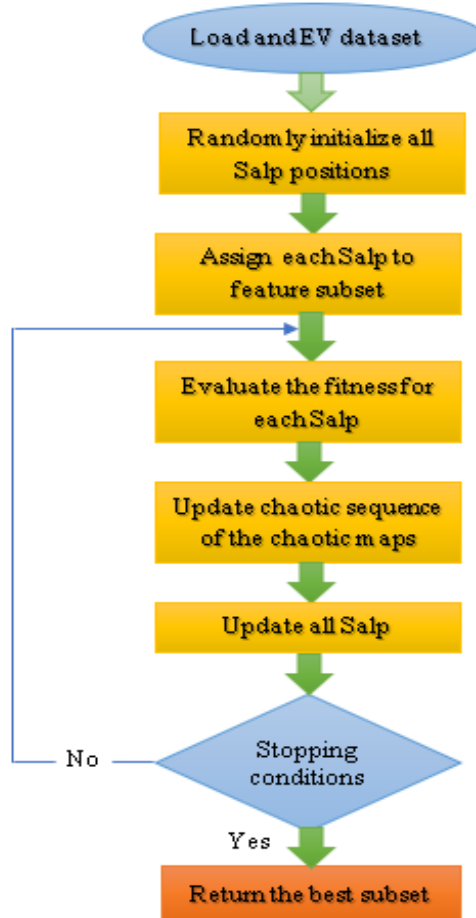 Load and EV dataset
Randomly initialize all
Salp positions
Assign each Salp to
feature subset
Evaluate the fitness for
each Salp
Update chaotic sequence
of the chaotic maps
Update all Salp
Stopping
conditions
No
Yes
Return the best subset